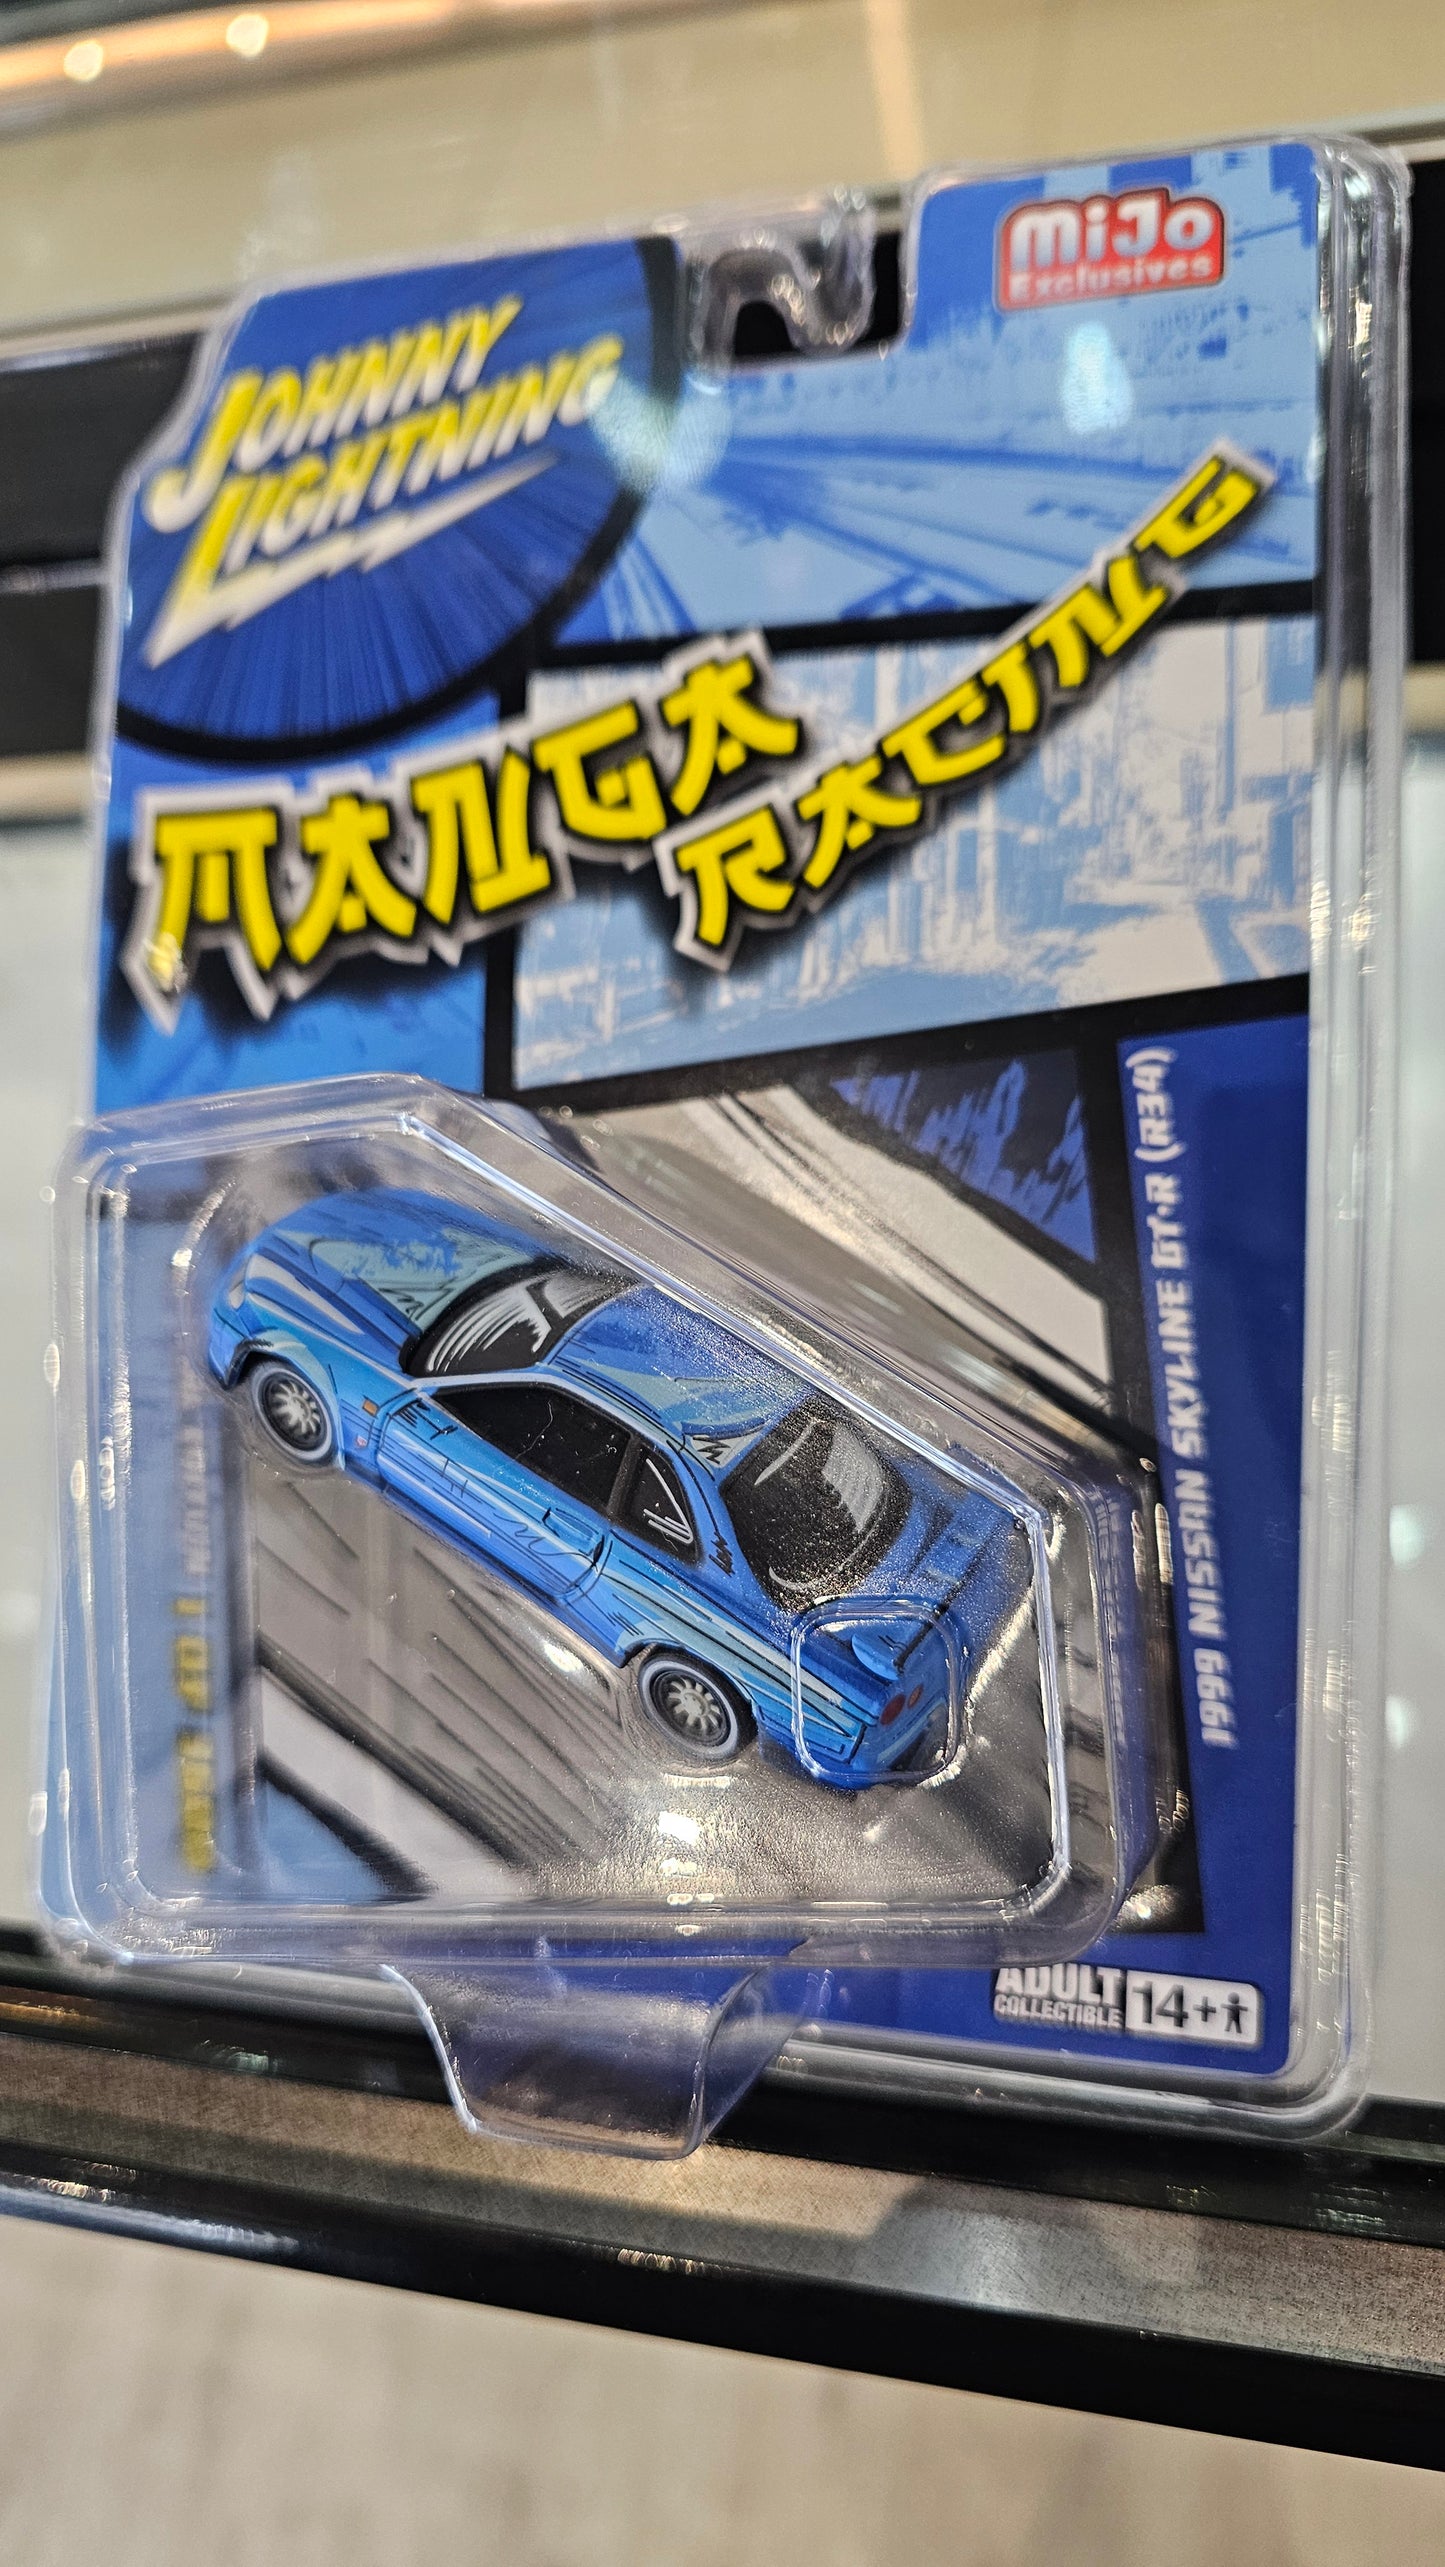 JOHNNY
LIGHTNING
MiJo
Exclusives
MANGA
RACING
1999 NISSAN SKYLINE GT-R (R34)
ADULT
COLLECTIBLE
14+